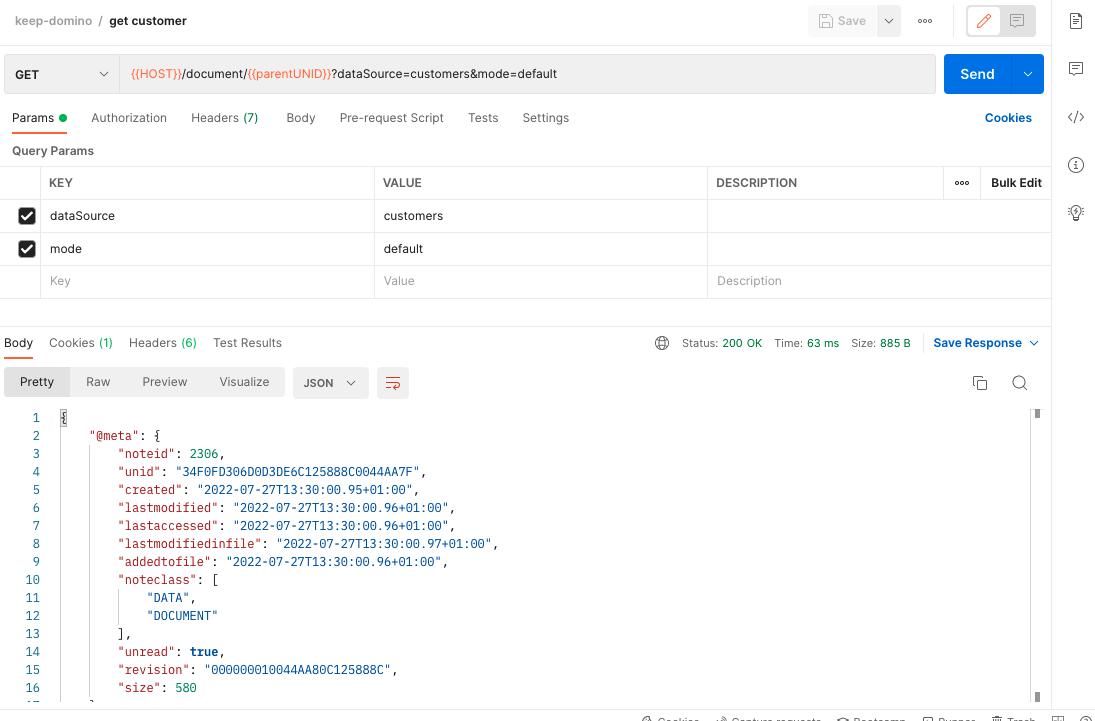 keep-domino / get customer
Save
GET
{{HOST}}/document/{{parentUNID}}?dataSource=customers&mode=default
Send
Params Authorization Headers (7) Body Pre-request Script Tests Settings Cookies
Query Params
KEY VALUE DESCRIPTION Bulk Edit
dataSource customers
mode default
Key Value Description
Body Cookies (1) Headers (6) Test Results Status: 200 OK Time: 63 ms Size: 885 B Save Response
Pretty Raw Preview Visualize JSON
1 {
2 "@meta": {
3 "noteid": 2306,
4 "unid": "34F0FD306D0D3DE6C125888C0044AA7F",
5 "created": "2022-07-27T13:30:00.95+01:00",
6 "lastmodified": "2022-07-27T13:30:00.96+01:00",
7 "lastaccessed": "2022-07-27T13:30:00.96+01:00",
8 "lastmodifiedinfile": "2022-07-27T13:30:00.97+01:00",
9 "addedtofile": "2022-07-27T13:30:00.96+01:00",
10 "noteclass": [
11 "DATA",
12 "DOCUMENT"
13 ],
14 "unread": true,
15 "revision": "000000010044AA80C125888C",
16 "size": 580
Cookies Capture requests Bootcamp Runner Trash